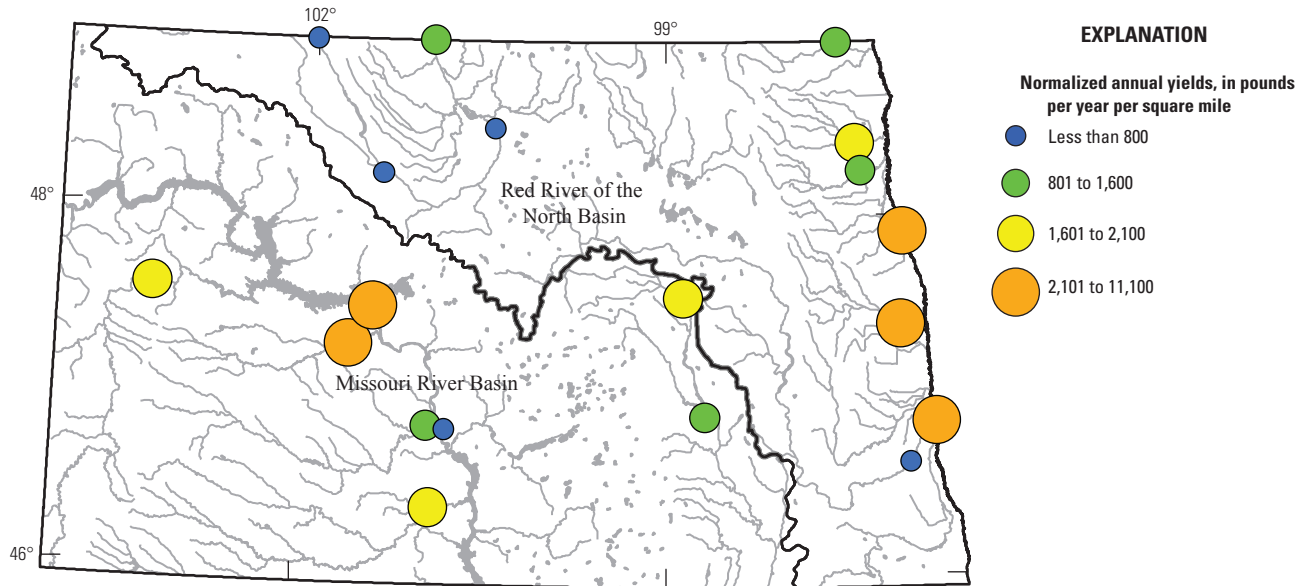 102°
99°
48°
46°
Red River of the
North Basin
Missouri River Basin
EXPLANATION
Normalized annual yields, in pounds
per year per square mile
Less than 800
801 to 1,600
1,601 to 2,100
2,101 to 11,100